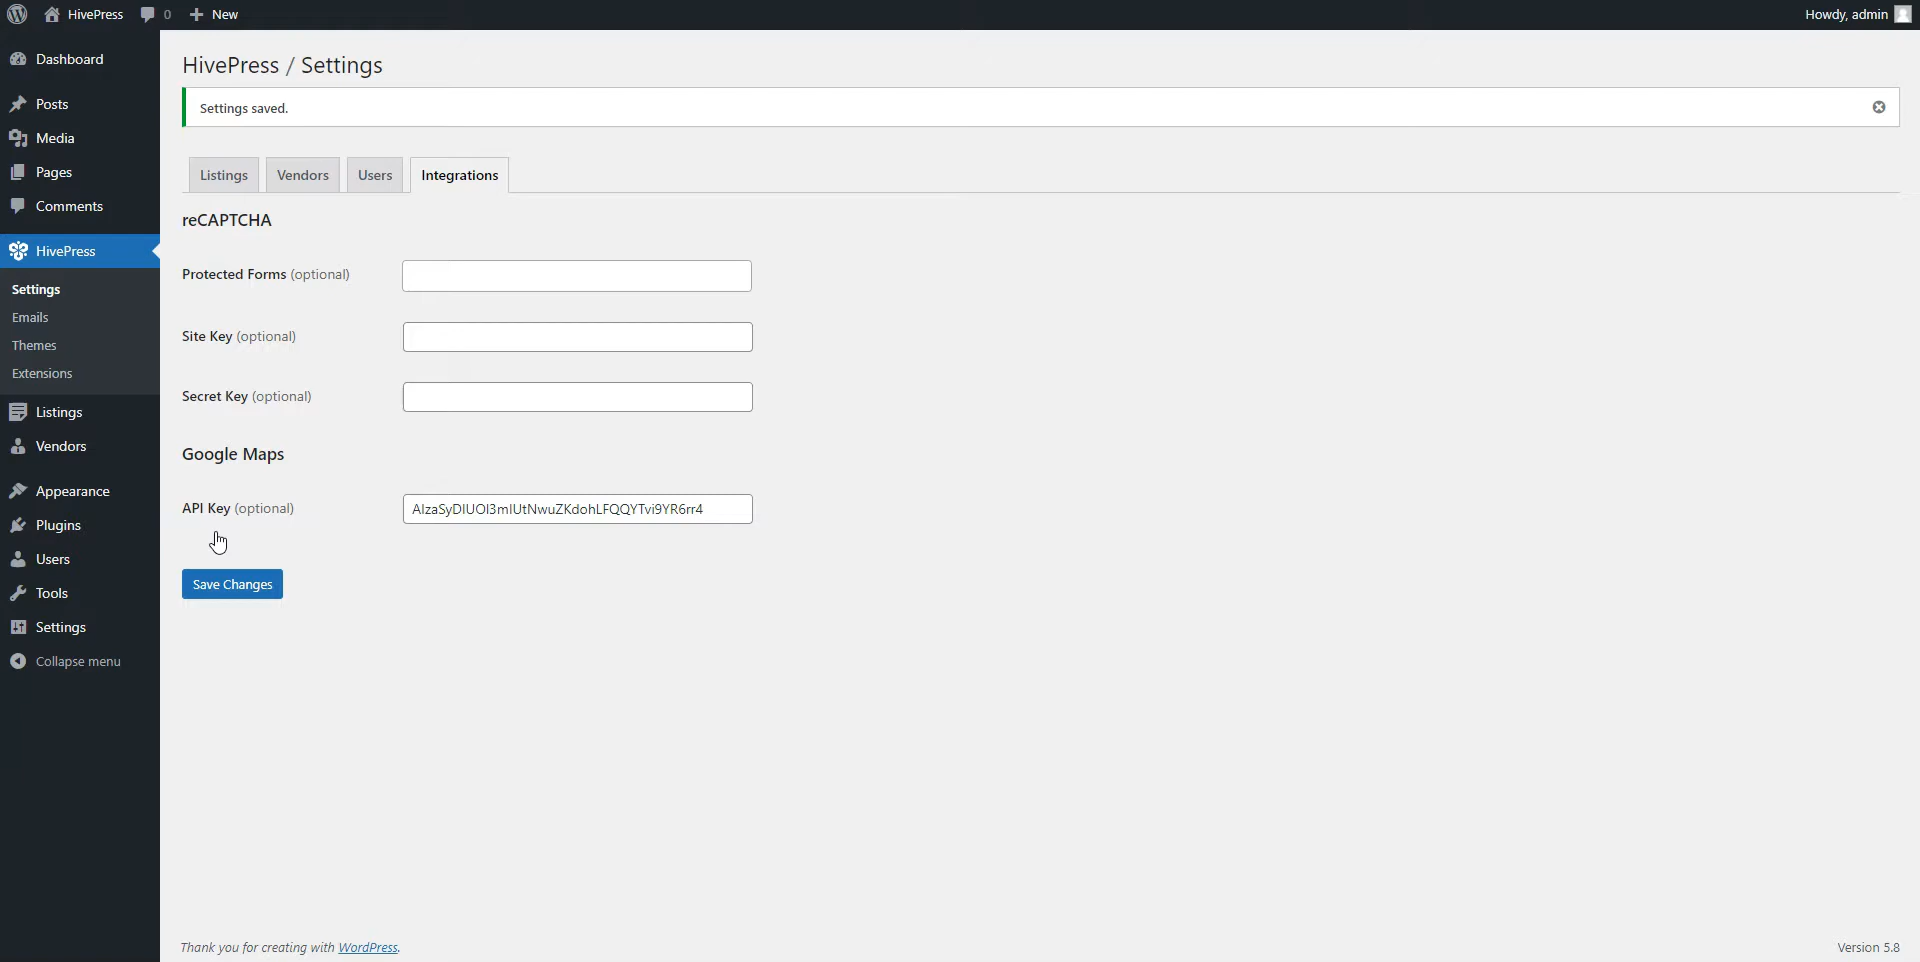 HivePress 0 New Howdy, admin
Dashboard
Posts
Media
Pages
Comments
HivePress
Settings
Emails
Themes
Extensions
Listings
Vendors
Appearance
Plugins
Users
Tools
Settings
Collapse menu
HivePress / Settings
Settings saved.
Listings Vendors Users Integrations
reCAPTCHA
Protected Forms (optional)
Site Key (optional)
Secret Key (optional)
Google Maps
API Key (optional)
Save Changes
Thank you for creating with WordPress.
Version 5.8